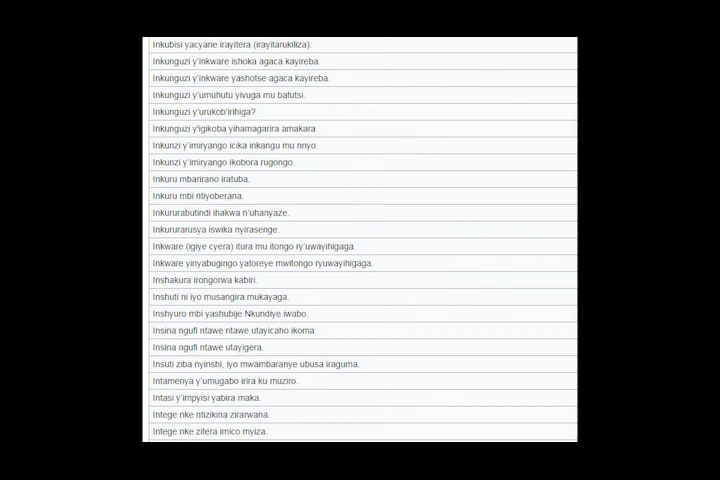 Inkubisi yacyane irayitera (irayitarukiliza).
Inkunguzi y'inkware ishoka agaca kayireba.
Inkunguzi y'inkware yashotse agaca kayireba.
Inkunguzi y'umuhutu yivuga mu batutsi.
Inkunguzi y'urukob'irihiga?
Inkunguzi y'igikoba yihamagarira amakara
Inkunzi y'imiryango icika inkangu mu nnyo.
Inkunzi y'imiryango ikobora rugongo.
Inkuru mbarirano iratuba.
Inkuru mbi ntiyoberana.
Inkururabutindi ihakwa n'uhanyaze.
Inkururarusya iswika nyirasenge.
Inkware (igiye cyera) itura mu itongo ry'uwayihigaga.
Inkware yinyabugingo yatoreye mwitongo ryuwayihigaga.
Inshakura irongorwa kabiri.
Inshuti ni iyo musangira mukayaga.
Inshyuro mbi yashubije Nkundiye iwabo.
Insina ngufi ntawe ntawe utayicaho ikoma.
Insina ngufi ntawe utayigera.
Insuti ziba nyinshi, iyo mwambaranye ubusa iraguma.
Intamenya y'umugabo irira ku muziro.
Intasi y'impyisi yabira maka.
Intege nke ntizikina zirarwana.
Intege nke zitera imico myiza.